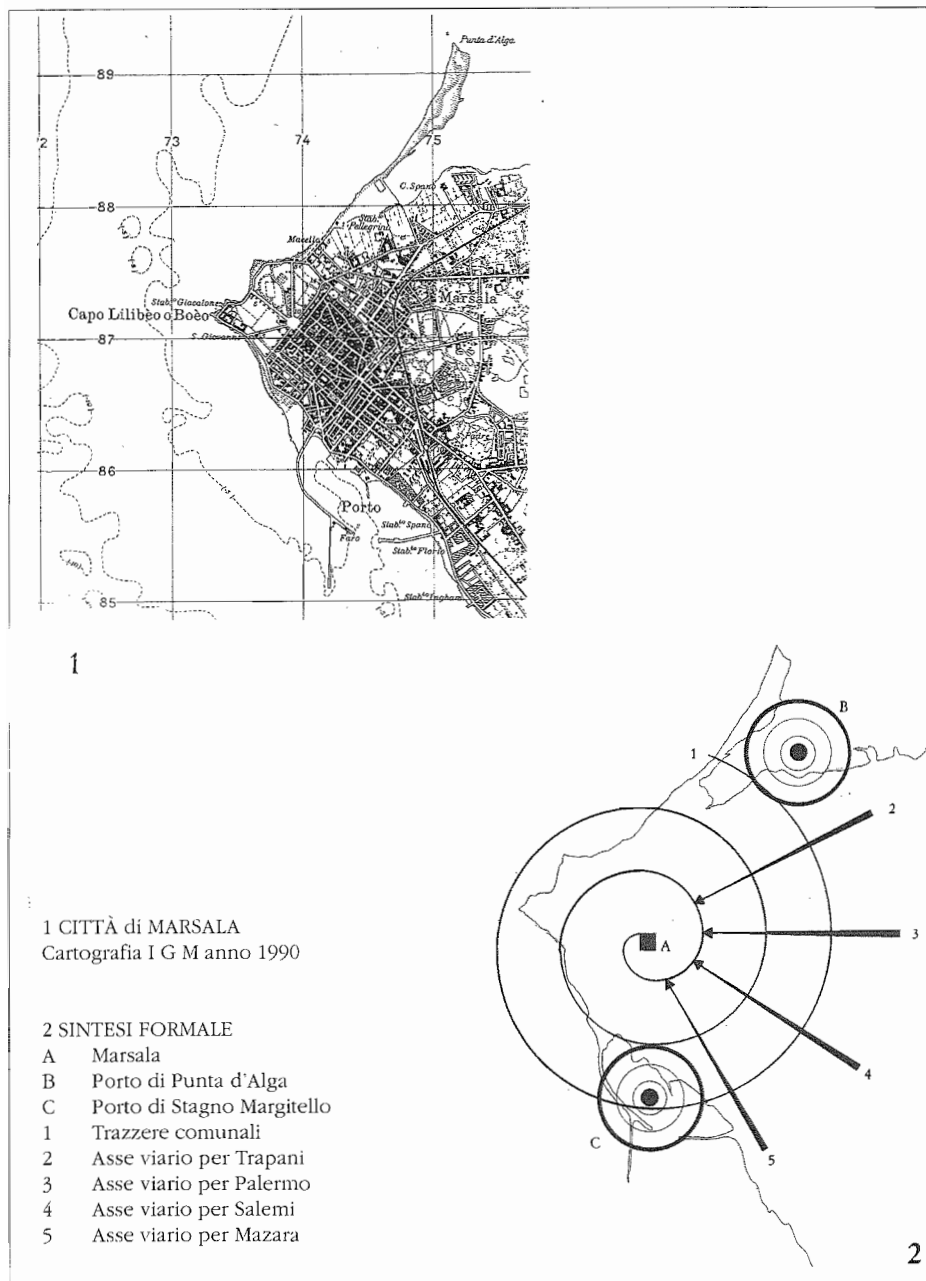 Punta d'Alga
89
2
73
74
75
C. Spanò
88
Stab.to
Pellegrini
Macello
Marsala
Stab.to Giacalone
Capo Lilibèo o Boèo
S. Giovanni
87
86
Porto
Faro
Stab.to Spanò
Stab.to Florio
85
Stab.to Ingham
1
B
1
2
A
3
4
C
5
1 CITTÀ di MARSALA
Cartografia I G M anno 1990
2 SINTESI FORMALE
A Marsala
B Porto di Punta d'Alga
C Porto di Stagno Margitello
1 Trazzere comunali
2 Asse viario per Trapani
3 Asse viario per Palermo
4 Asse viario per Salemi
5 Asse viario per Mazara
2